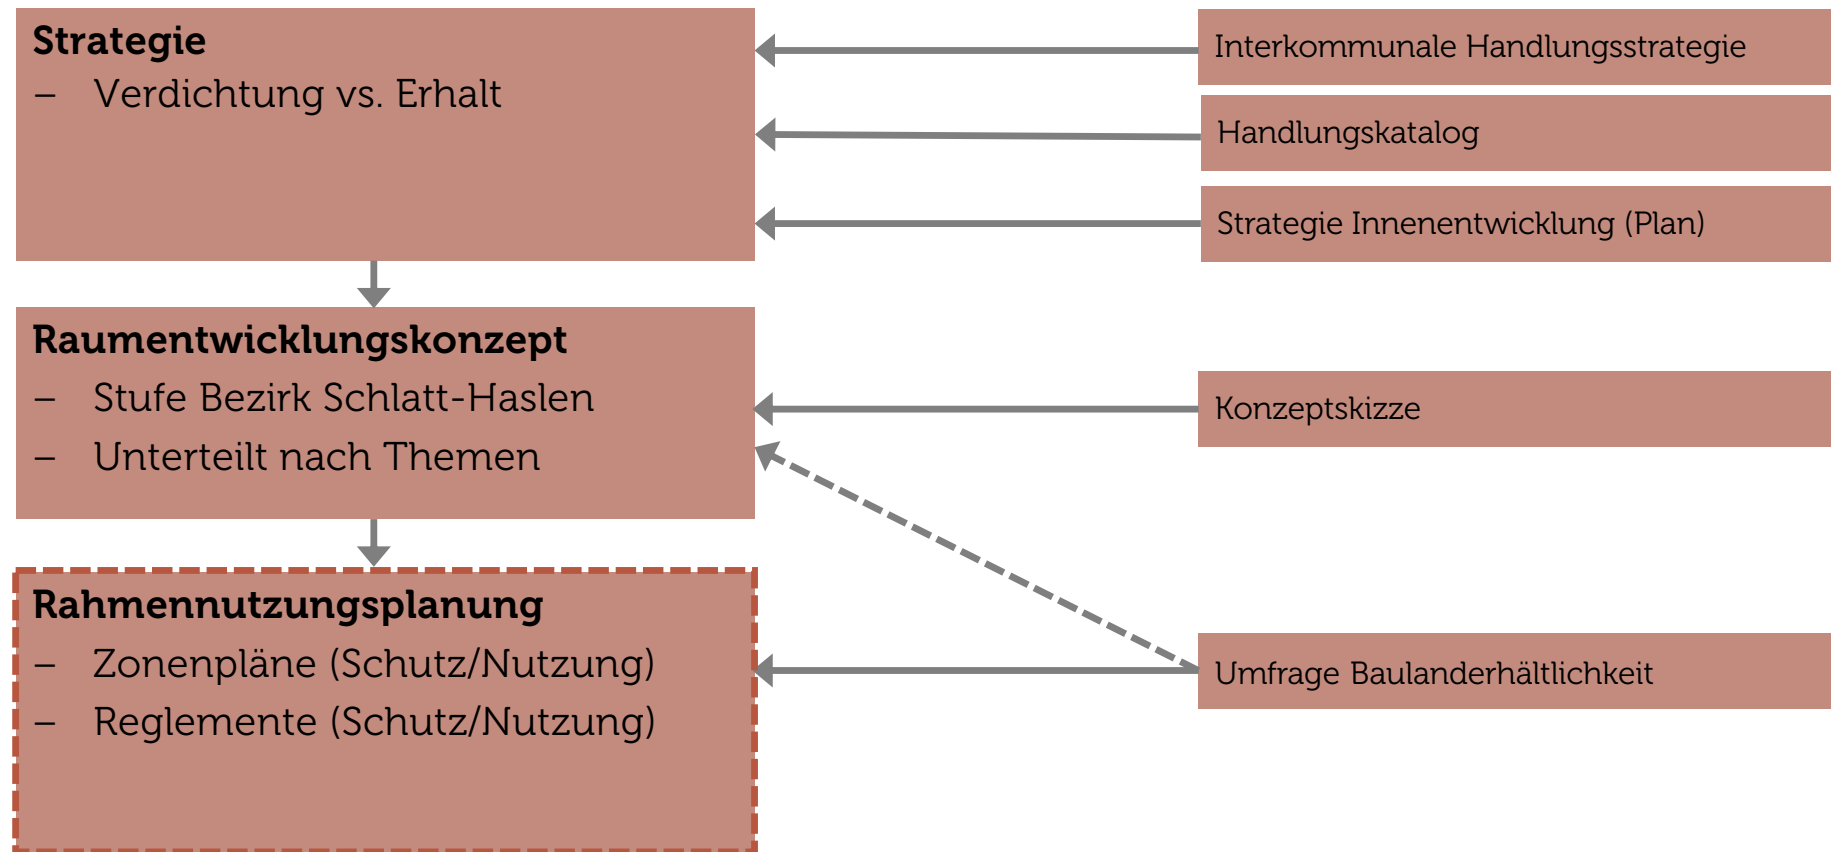 Strategie
– Verdichtung vs. Erhalt
Interkommunale Handlungsstrategie
Handlungskatalog
Strategie Innenentwicklung (Plan)
Raumentwicklungskonzept
– Stufe Bezirk Schlatt-Haslen
– Unterteilt nach Themen
Konzeptskizze
Rahmennutzungsplanung
– Zonenpläne (Schutz/Nutzung)
– Reglemente (Schutz/Nutzung)
Umfrage Baulanderhältlichkeit